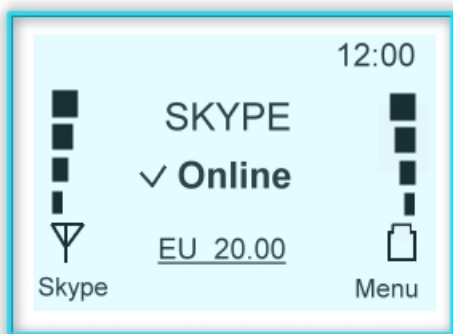 12:00
SKYPE
✓ Online
EU 20.00
Skype Menu